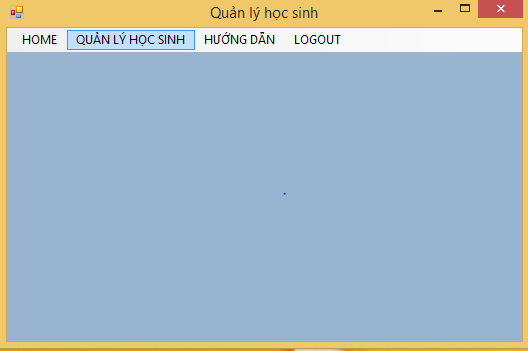 Quản lý học sinh
HOME QUẢN LÝ HỌC SINH HƯỚNG DẪN LOGOUT